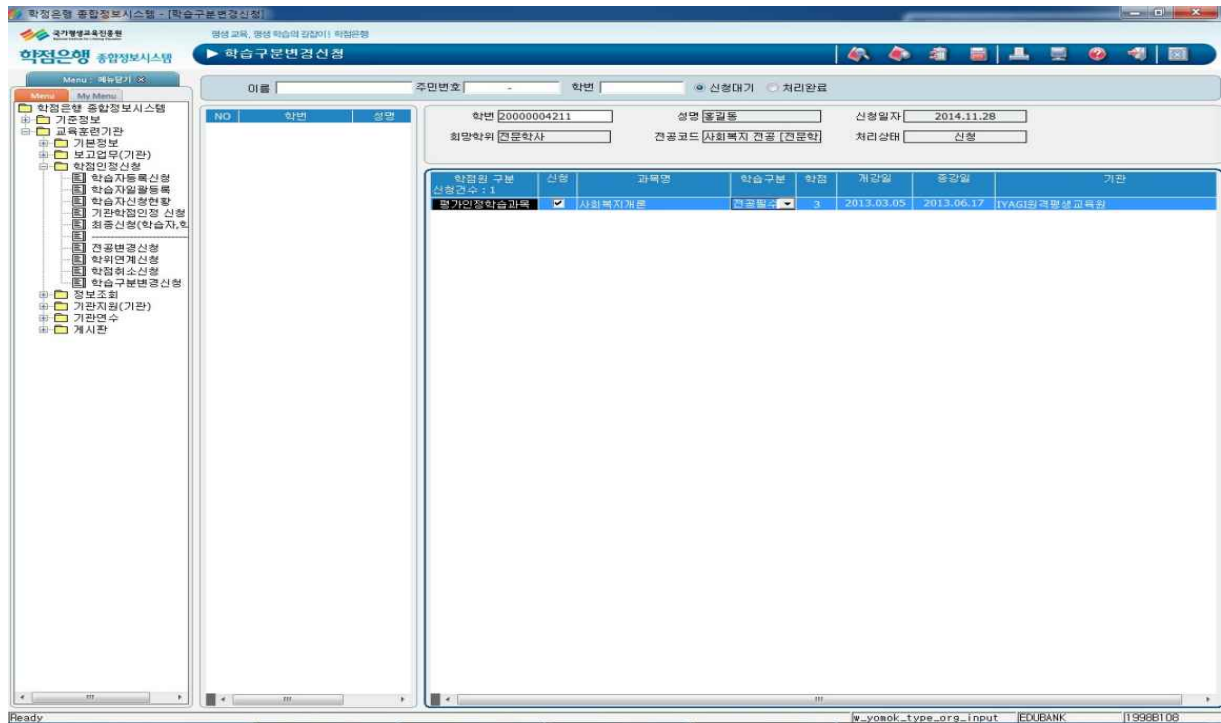 학점은행 종합정보시스템 - [학습구분변경신청]
국가평생교육진흥원
평생 교육, 평생 학습의 길잡이! 학점은행
학점은행 종합정보시스템
▶ 학습구분변경신청
Menu : 메뉴닫기
Menu My Menu
이름 주민번호 - 학번 신청대기 처리완료
학점은행 종합정보시스템
기준정보
교육훈련기관
기본정보
보고업무(기관)
학점인정신청
학습자등록신청
학습자일괄등록
학습자신청현황
기관학점인정 신청
최종신청(학습자,학
--------------------
전공변경신청
학위연계신청
학점취소신청
학습구분변경신청
정보조회
기관지원(기관)
기관연수
게시판
NO 학번 성명
학번 20000004211 성명 홍길동 신청일자 2014.11.28
희망학위 전문학사 전공코드 사회복지 전공 [전문학 처리상태 신청
학점원 구분 신청 과목명 학습구분 학점 개강일 종강일 기관
신청건수 : 1
평가인정학습과목 사회복지개론 전공필수 3 2013.03.05 2013.06.17 IYAGI원격평생교육원
Ready w_yomok_type_org_input EDUBANK 1998B108